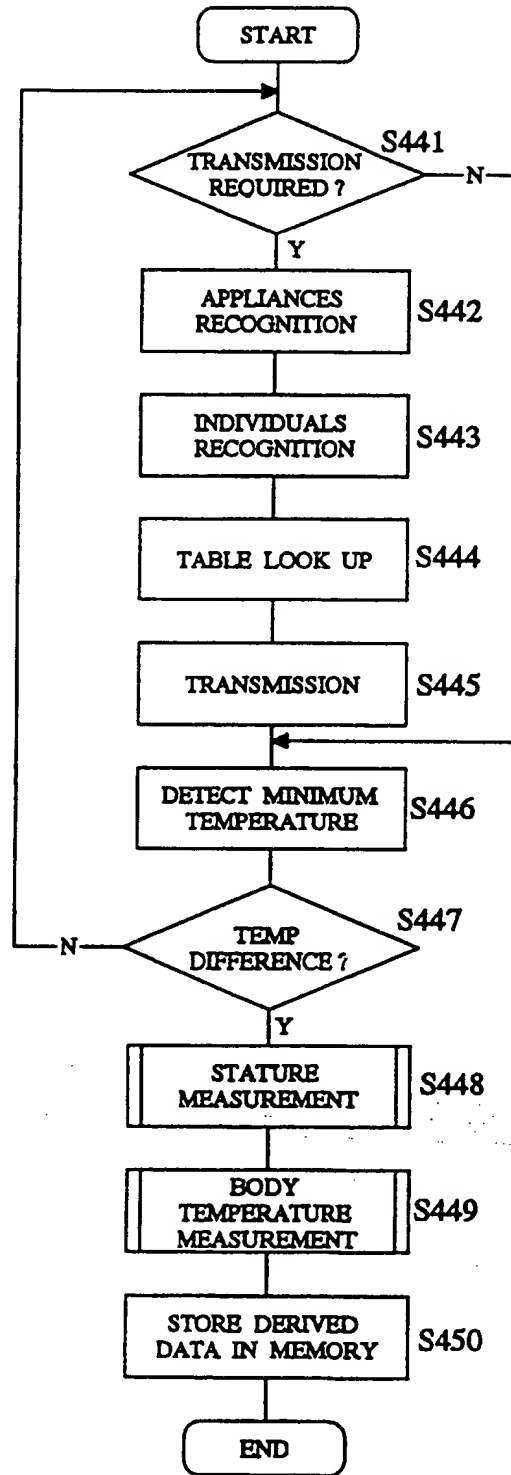 START
S441
TRANSMISSION
REQUIRED ?
N
Y
APPLIANCES
RECOGNITION
S442
INDIVIDUALS
RECOGNITION
S443
TABLE LOOK UP
S444
TRANSMISSION
S445
DETECT MINIMUM
TEMPERATURE
S446
S447
TEMP
DIFFERENCE ?
N
Y
STATURE
MEASUREMENT
S448
BODY
TEMPERATURE
MEASUREMENT
S449
STORE DERIVED
DATA IN MEMORY
S450
END